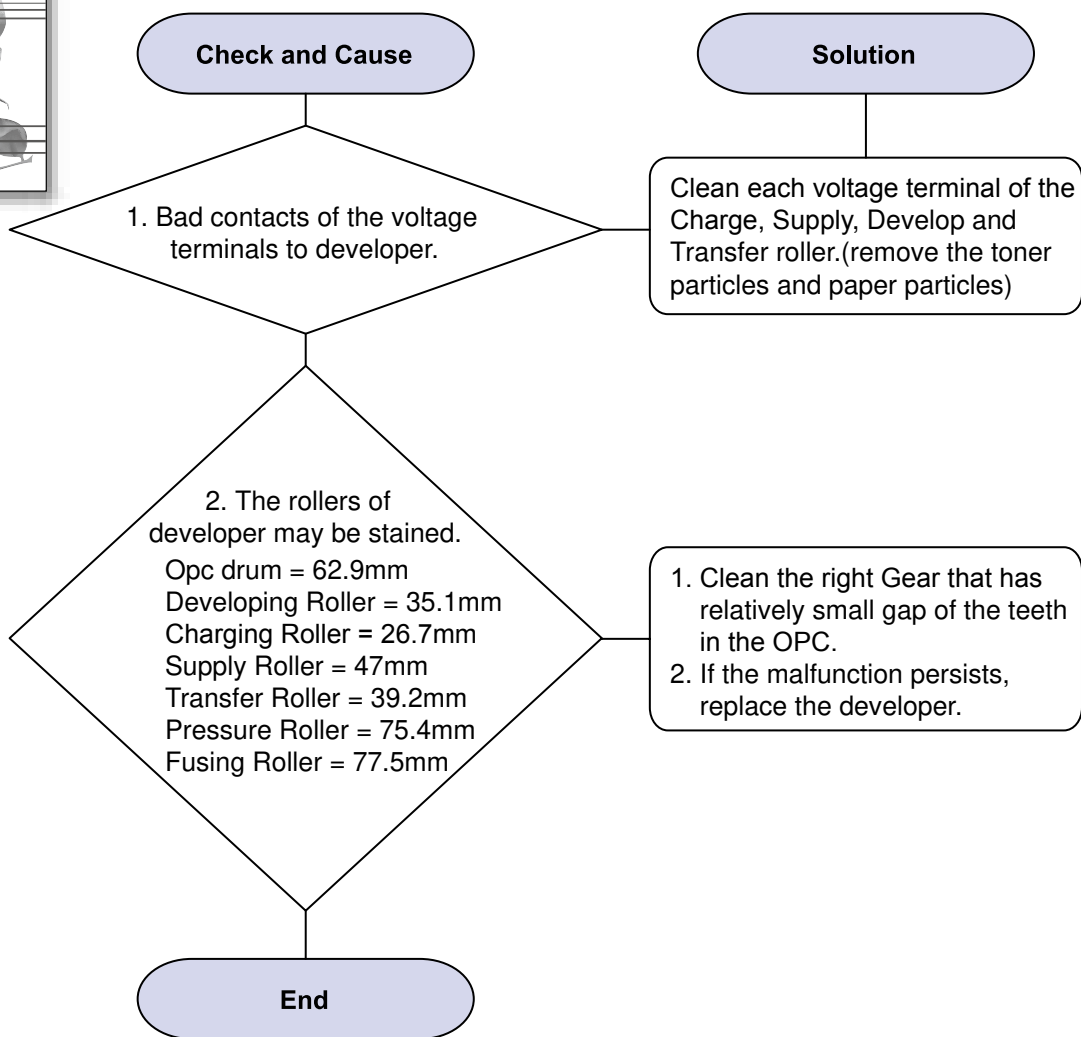 Check and Cause
Solution
1. Bad contacts of the voltage
terminals to developer.
Clean each voltage terminal of the
Charge, Supply, Develop and
Transfer roller.(remove the toner
particles and paper particles)
2. The rollers of
developer may be stained.
Opc drum = 62.9mm
Developing Roller = 35.1mm
Charging Roller = 26.7mm
Supply Roller = 47mm
Transfer Roller = 39.2mm
Pressure Roller = 75.4mm
Fusing Roller = 77.5mm
1. Clean the right Gear that has
relatively small gap of the teeth
in the OPC.
2. If the malfunction persists,
replace the developer.
End